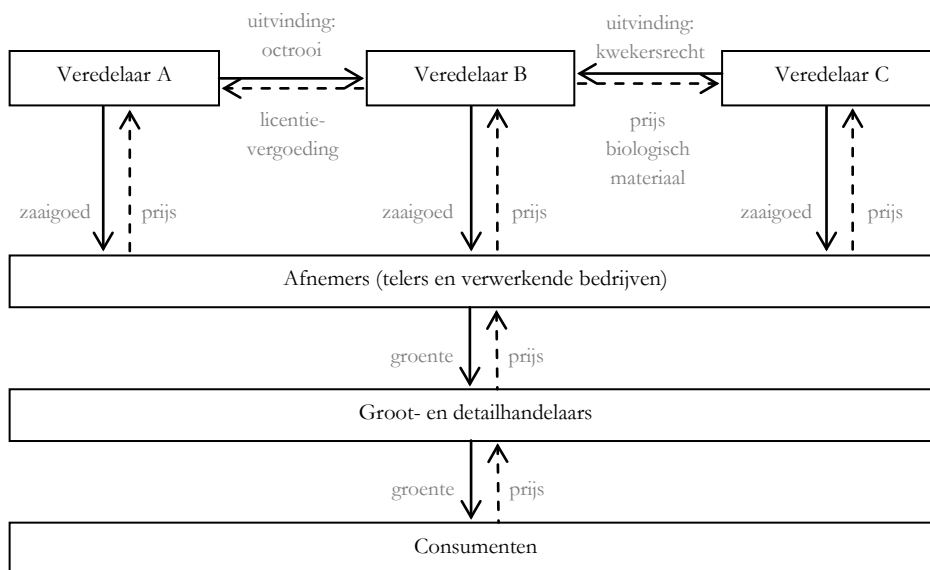 uitvinding:
octrooi
uitvinding:
kwekersrecht
Veredelaar A
Veredelaar B
Veredelaar C
licentie-
vergoeding
prijs
biologisch
materiaal
zaaigoed
prijs
zaaigoed
prijs
zaaigoed
prijs
Afnemers (telers en verwerkende bedrijven)
groente
prijs
Groot- en detailhandelaars
groente
prijs
Consumenten